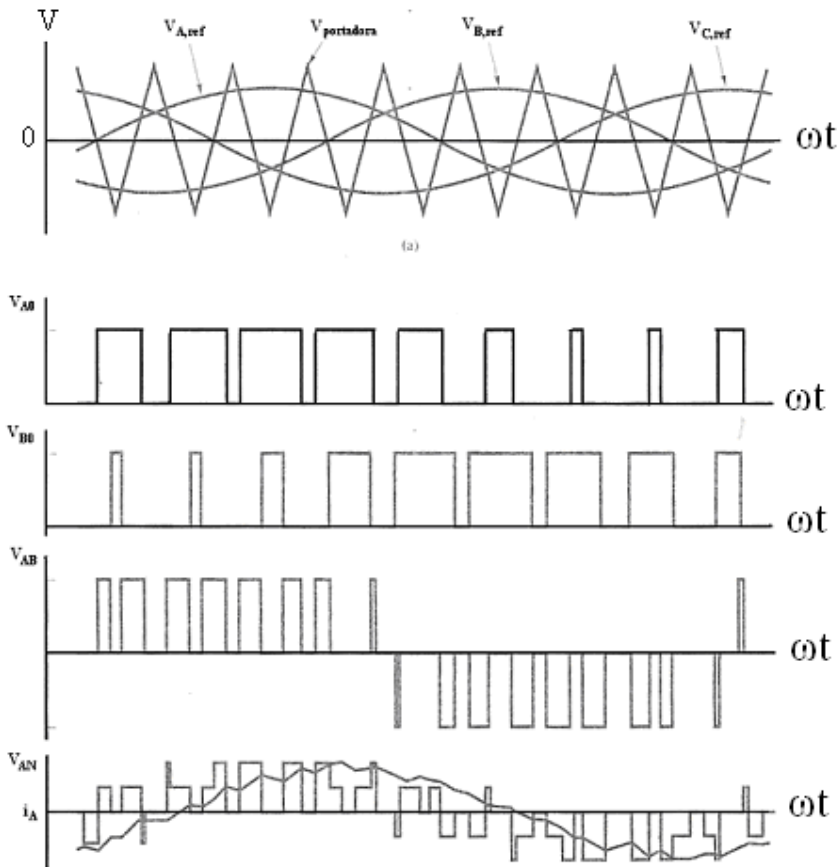 V
V_A,ref
V_portadora
V_B,ref
V_C,ref
0
ωt
(a)
V_A0
ωt
V_B0
ωt
V_AB
ωt
V_AN
i_A
ωt